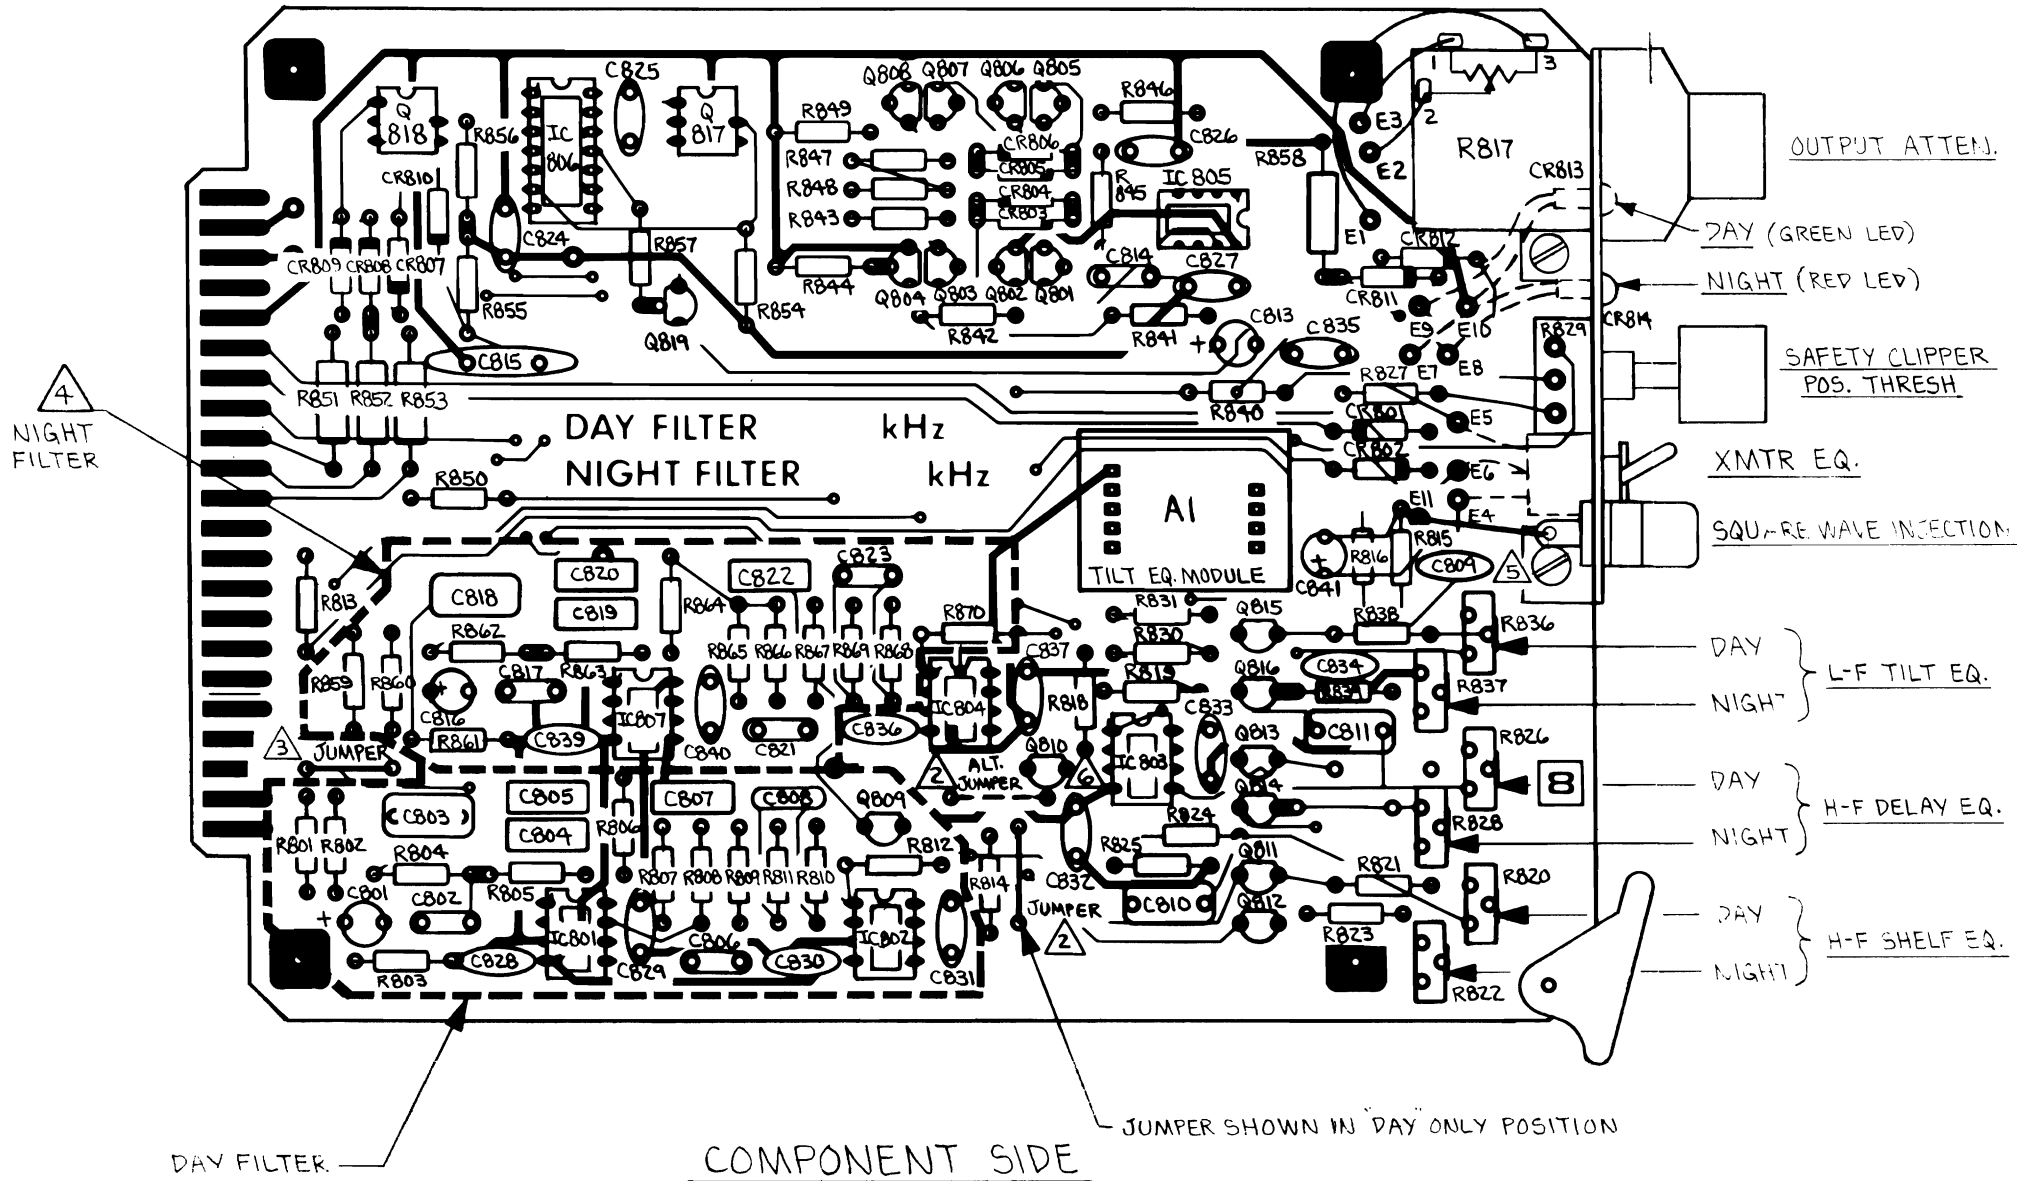 C825
Q808 Q807 Q806 Q805
R846
1 3
2
E3
E2
R817
OUTPUT ATTEN.
Q
818
R856
IC
806
Q
817
R849
R847
R848
R843
CR806
CR805
CR804
CR803
C826
R
845
IC805
R858
CR813
DAY (GREEN LED)
CR810
C824
R857
E1
CR812
CR809 CR808 CR807
R855
R854
R844
Q804 Q803 Q802 Q801
C814
C827
CR811
NIGHT (RED LED)
CR814
Q819
R842
R841
+
C813
C835
E9 E10
R829
C815
E7 E8
SAFETY CLIPPER
POS. THRESH
R851 R852 R853
R840
R827
4
NIGHT
FILTER
DAY FILTER kHz
NIGHT FILTER kHz
CR801
CR802
E5
E6
XMTR EQ.
R850
A1
TILT EQ. MODULE
E11
E4
SQUARE WAVE INJECTION
R813
C818
C820
C819
R864
C822
C823
+
C841
R816
R815
C809
5
R862
R863
R865 R866 R867 R869 R868
R870
C837
R831
R830
Q815
R838
R836
DAY
L-F TILT EQ.
R859
R860
C817
+
C816
R861
C839
IC807
C840
C821
C836
IC804
R818
R819
Q816
C834
R839
R837
NIGHT
3
JUMPER
2
ALT.
JUMPER
Q810
6
IC803
C833
Q813
C811
R826
8
DAY
H-F DELAY EQ.
C803
C805
C804
R806
C807
C808
Q809
Q814
R828
NIGHT
R801 R802
R804
R805
R807 R808 R809 R811 R810
R812
R814
C832
R825
R824
Q811
R821
R820
DAY
H-F SHELF EQ.
+
C801
C802
IC801
C829
C806
IC802
C831
JUMPER
2
C810
Q812
R823
R822
NIGHT
R803
C828
C830
JUMPER SHOWN IN "DAY" ONLY POSITION
DAY FILTER
COMPONENT SIDE